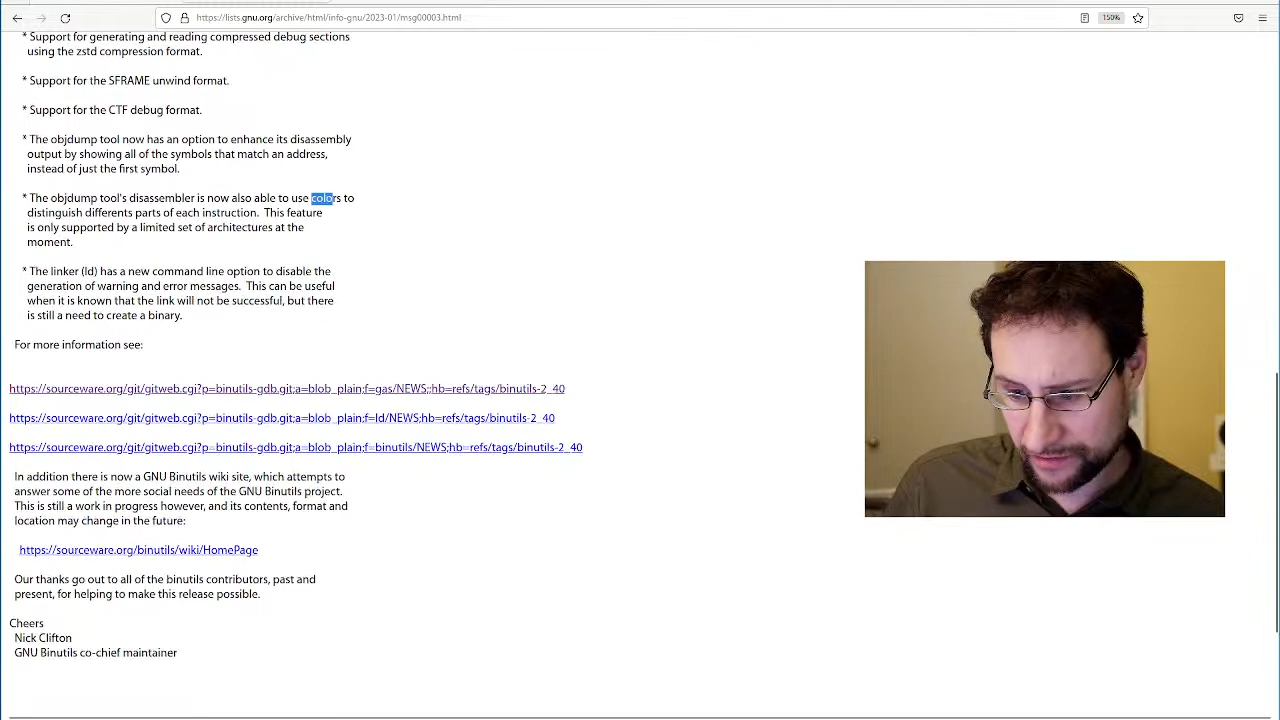 https://lists.gnu.org/archive/html/info-gnu/2023-01/msg00003.html
150%
* Support for generating and reading compressed debug sections
using the zstd compression format.
* Support for the SFRAME unwind format.
* Support for the CTF debug format.
* The objdump tool now has an option to enhance its disassembly
output by showing all of the symbols that match an address,
instead of just the first symbol.
* The objdump tool's disassembler is now also able to use colors to
distinguish differents parts of each instruction.  This feature
is only supported by a limited set of architectures at the
moment.
* The linker (ld) has a new command line option to disable the
generation of warning and error messages.  This can be useful
when it is known that the link will not be successful, but there
is still a need to create a binary.
For more information see:
https://sourceware.org/git/gitweb.cgi?p=binutils-gdb.git;a=blob_plain;f=gas/NEWS;;hb=refs/tags/binutils-2_40
https://sourceware.org/git/gitweb.cgi?p=binutils-gdb.git;a=blob_plain;f=ld/NEWS;hb=refs/tags/binutils-2_40
https://sourceware.org/git/gitweb.cgi?p=binutils-gdb.git;a=blob_plain;f=binutils/NEWS;hb=refs/tags/binutils-2_40
In addition there is now a GNU Binutils wiki site, which attempts to
answer some of the more social needs of the GNU Binutils project.
This is still a work in progress however, and its contents, format and
location may change in the future:
https://sourceware.org/binutils/wiki/HomePage
Our thanks go out to all of the binutils contributors, past and
present, for helping to make this release possible.
Cheers
Nick Clifton
GNU Binutils co-chief maintainer